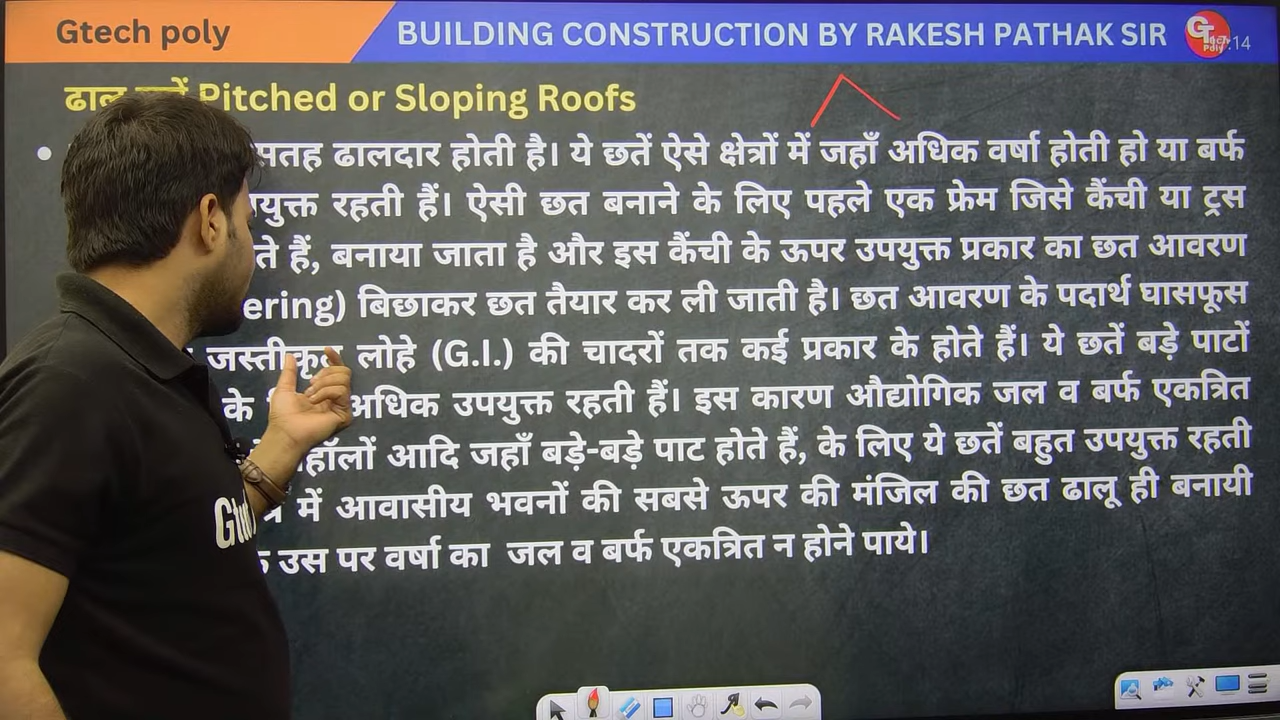 Gtech poly
BUILDING CONSTRUCTION BY RAKESH PATHAK SIR
Pitched or Sloping Roofs
सतह ढालदार होती है। ये छतें ऐसे क्षेत्रों में जहाँ अधिक वर्षा होती हो या बर्फ
रहती हैं। ऐसी छत बनाने के लिए पहले एक फ्रेम जिसे कैंची या ट्रस
हैं, बनाया जाता है और इस कैंची के ऊपर उपयुक्त प्रकार का छत आवरण
ering) बिछाकर छत तैयार कर ली जाती है। छत आवरण के पदार्थ घासफूस
जस्तीकृत लोहे (G.I.) की चादरों तक कई प्रकार के होते हैं। ये छतें बड़े पाटों
के अधिक उपयुक्त रहती हैं। इस कारण औद्योगिक जल व बर्फ एकत्रित
हॉलों आदि जहाँ बड़े-बड़े पाट होते हैं, के लिए ये छतें बहुत उपयुक्त रहती
में आवासीय भवनों की सबसे ऊपर की मंजिल की छत ढालू ही बनायी
उस पर वर्षा का जल व बर्फ एकत्रित न होने पाये।